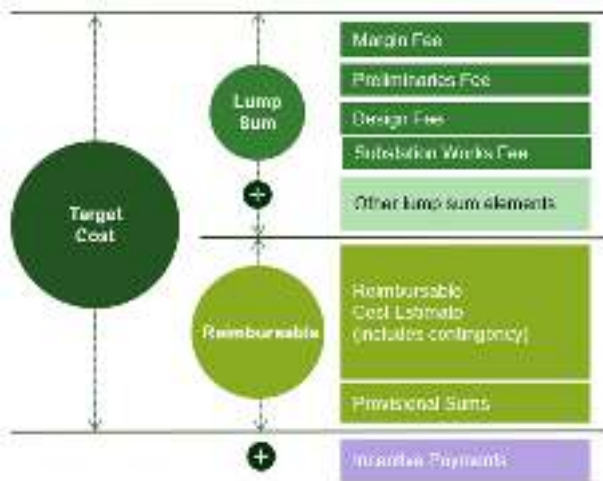 Margin Fee
Preliminaries Fee
Lump
Sum
Design Fee
Substation Works Fee
+
Other lump sum elements
Target
Cost
Reimbursable
Reimbursable
Cost Estimate
(includes contingency)
Provisional Sums
+
Incentive Payments